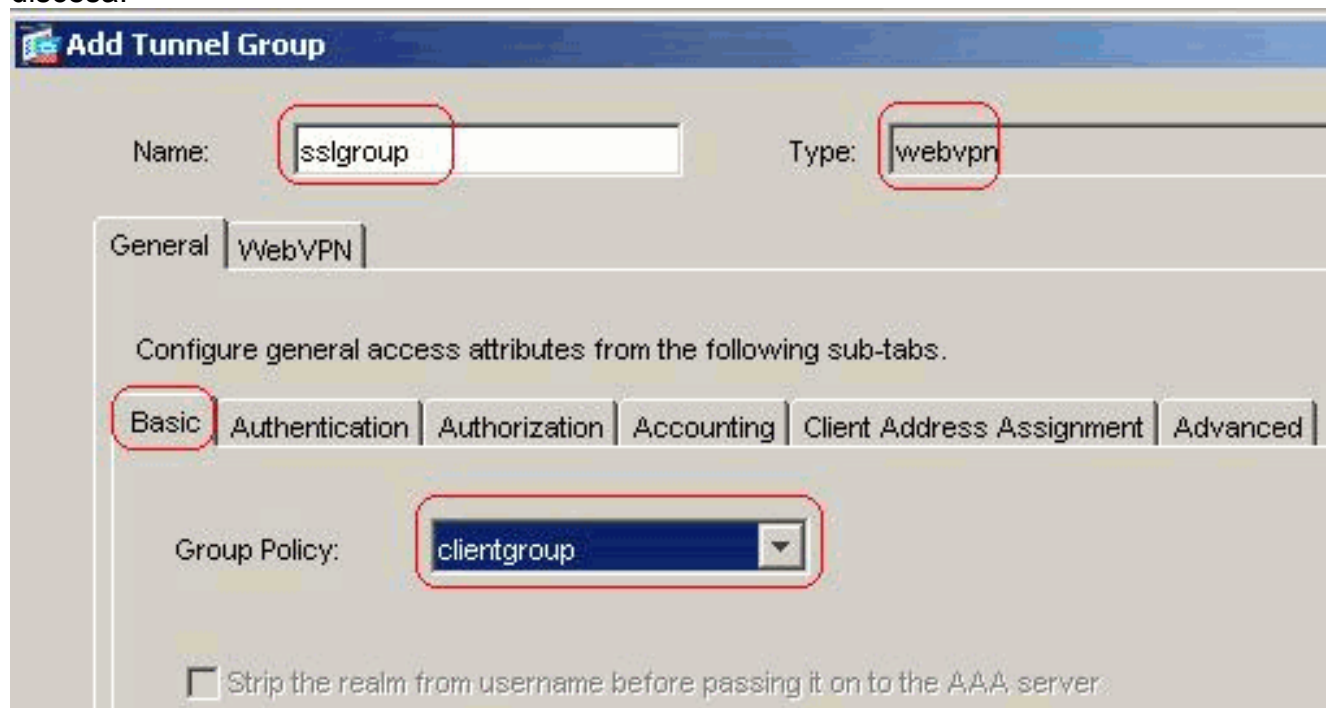 discesa.
Add Tunnel Group
Name: sslgroup Type: webvpn
General WebVPN
Configure general access attributes from the following sub-tabs.
Basic Authentication Authorization Accounting Client Address Assignment Advanced
Group Policy: clientgroup
Strip the realm from username before passing it on to the AAA server